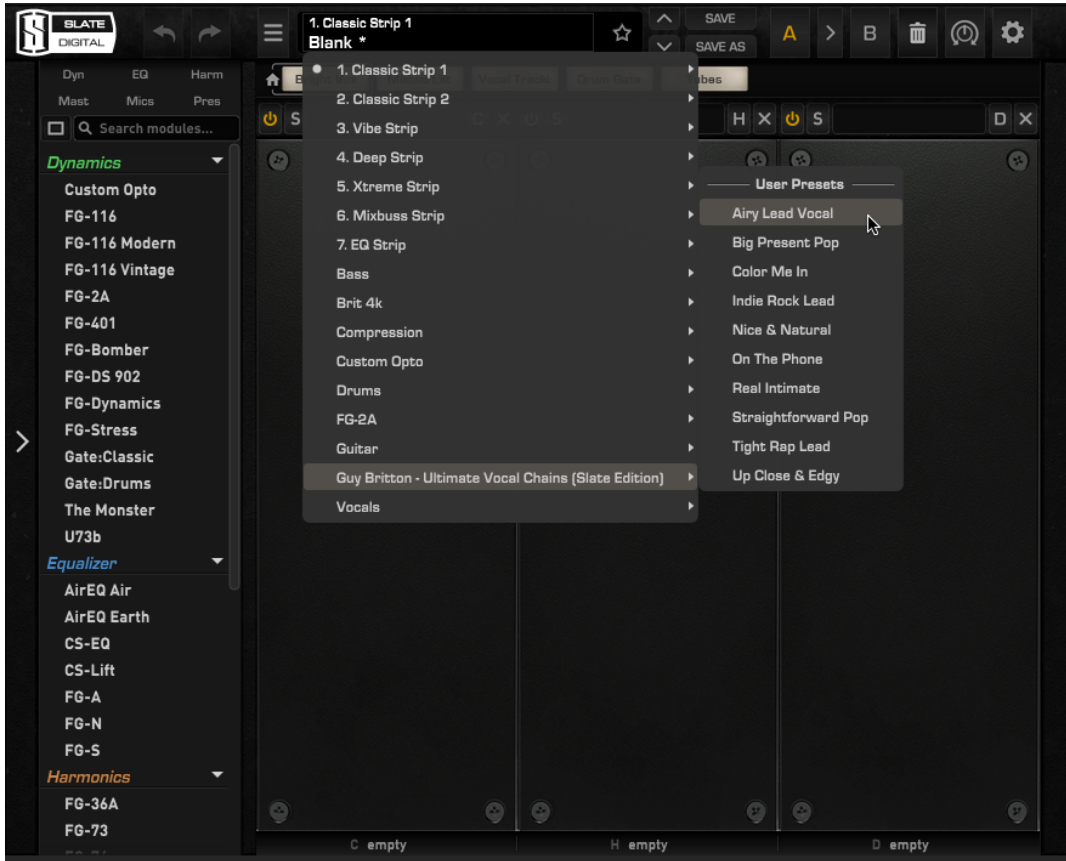 SLATE
DIGITAL
1. Classic Strip 1
Blank *
SAVE
SAVE AS
A
B
Dyn EQ Harm
Mast Mics Pres
Search modules...
Dynamics
Custom Opto
FG-116
FG-116 Modern
FG-116 Vintage
FG-2A
FG-401
FG-Bomber
FG-DS 902
FG-Dynamics
FG-Stress
Gate:Classic
Gate:Drums
The Monster
U73b
Equalizer
AirEQ Air
AirEQ Earth
CS-EQ
CS-Lift
FG-A
FG-N
FG-S
Harmonics
FG-36A
FG-73
1. Classic Strip 1
2. Classic Strip 2
3. Vibe Strip
4. Deep Strip
5. Xtreme Strip
6. Mixbuss Strip
7. EQ Strip
Bass
Brit 4k
Compression
Custom Opto
Drums
FG-2A
Guitar
Guy Britton - Ultimate Vocal Chains (Slate Edition)
Vocals
S
H X
S
D X
User Presets
Airy Lead Vocal
Big Present Pop
Color Me In
Indie Rock Lead
Nice & Natural
On The Phone
Real Intimate
Straightforward Pop
Tight Rap Lead
Up Close & Edgy
C empty
H empty
D empty